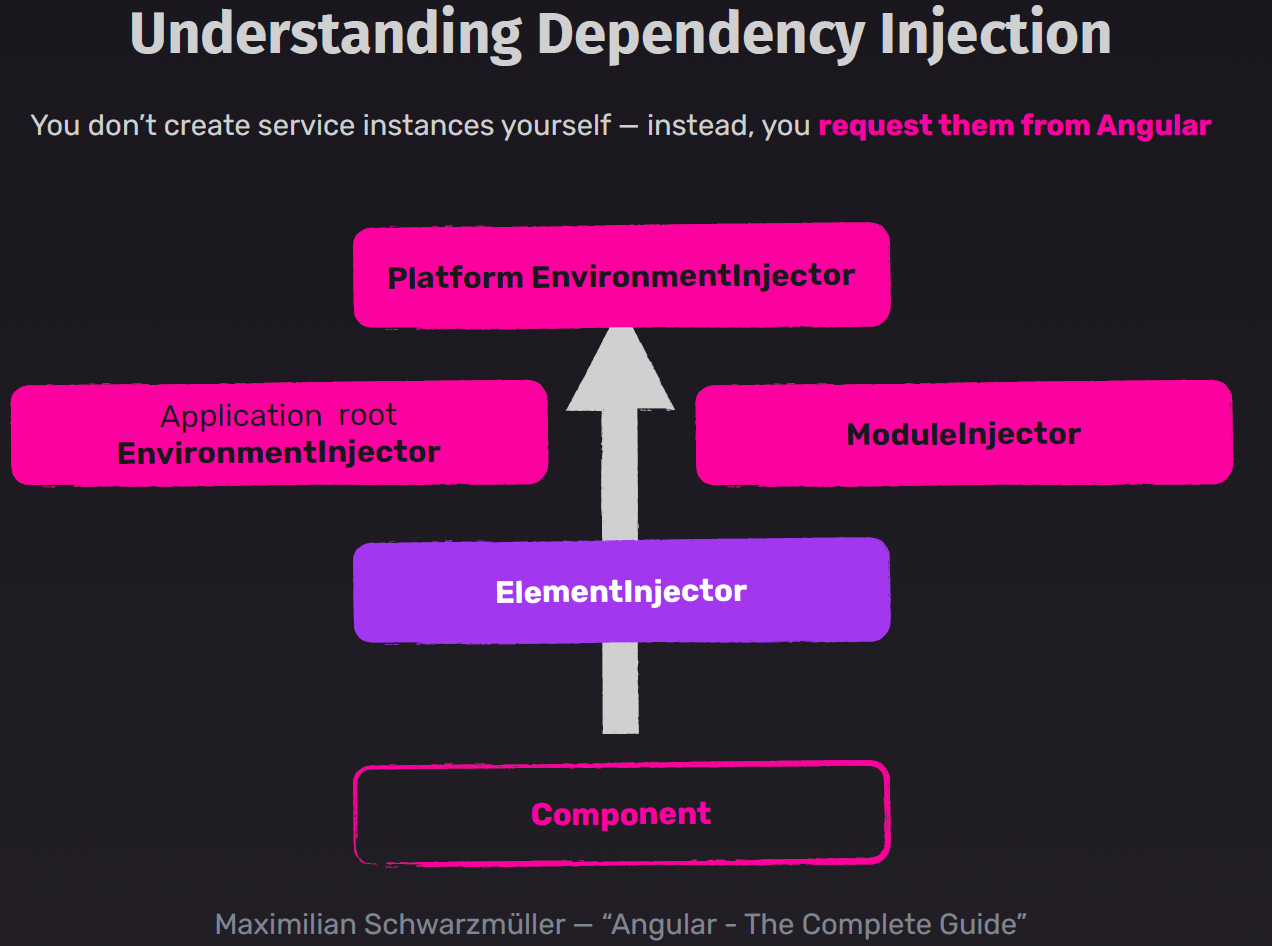 Understanding Dependency Injection
You don’t create service instances yourself – instead, you request them from Angular
Platform EnvironmentInjector
Application root
EnvironmentInjector
ModuleInjector
ElementInjector
Component
Maximilian Schwarzmüller – “Angular - The Complete Guide”